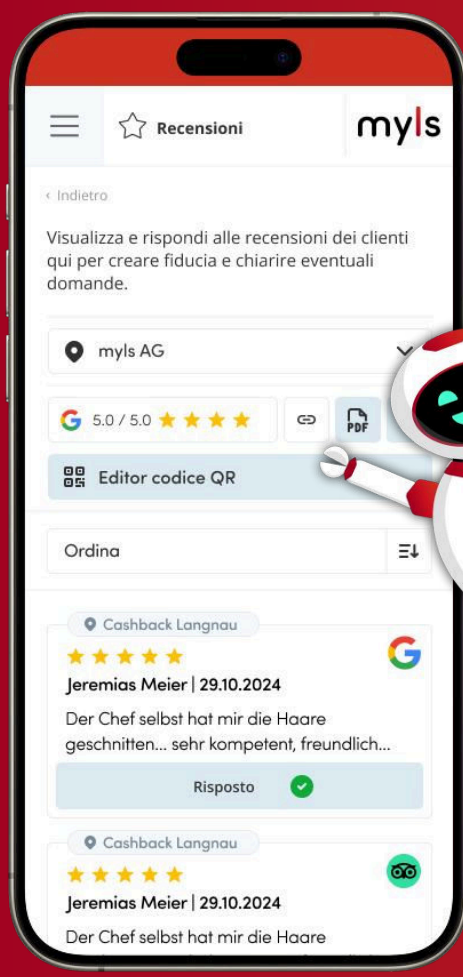 Recensioni
myls
‹ Indietro
Visualizza e rispondi alle recensioni dei clienti
qui per creare fiducia e chiarire eventuali
domande.
myls AG
5.0 / 5.0
PDF
Editor codice QR
Ordina
Cashback Langnau
Jeremias Meier | 29.10.2024
Der Chef selbst hat mir die Haare
geschnitten... sehr kompetent, freundlich...
Risposto
Cashback Langnau
Jeremias Meier | 29.10.2024
Der Chef selbst hat mir die Haare